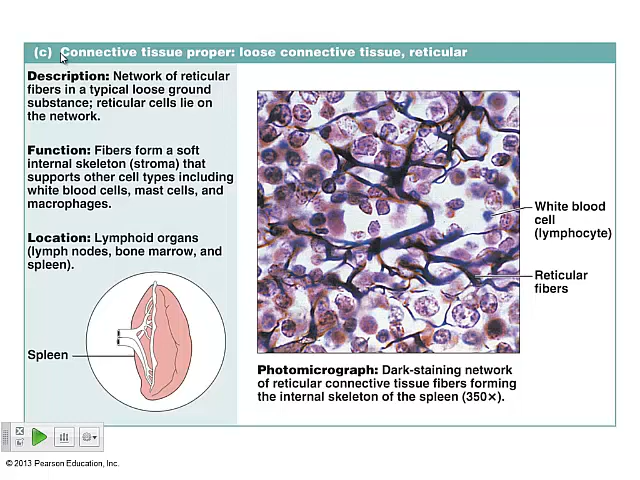 (c) Connective tissue proper: loose connective tissue, reticular
Description: Network of reticular
fibers in a typical loose ground
substance; reticular cells lie on
the network.
Function: Fibers form a soft
internal skeleton (stroma) that
supports other cell types including
white blood cells, mast cells, and
macrophages.
Location: Lymphoid organs
(lymph nodes, bone marrow, and
spleen).
Spleen
White blood
cell
(lymphocyte)
Reticular
fibers
Photomicrograph: Dark-staining network
of reticular connective tissue fibers forming
the internal skeleton of the spleen (350×).
© 2013 Pearson Education, Inc.